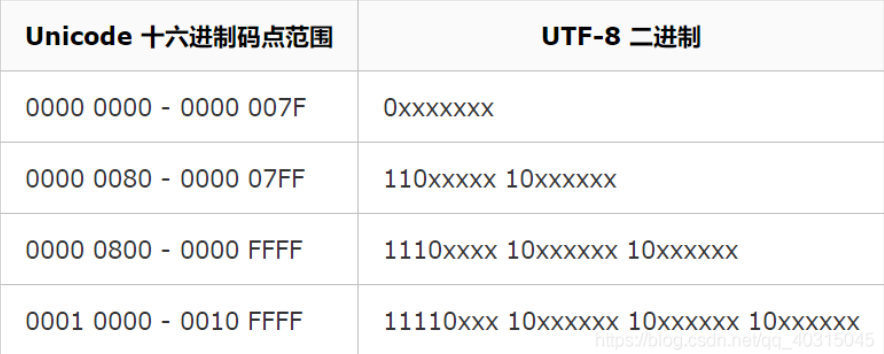 Unicode 十六进制码点范围 UTF-8 二进制
0000 0000 - 0000 007F 0xxxxxxx
0000 0080 - 0000 07FF 110xxxxx 10xxxxxx
0000 0800 - 0000 FFFF 1110xxxx 10xxxxxx 10xxxxxx
0001 0000 - 0010 FFFF 11110xxx 10xxxxxx 10xxxxxx 10xxxxxx
https://blog.csdn.net/qq_40315045